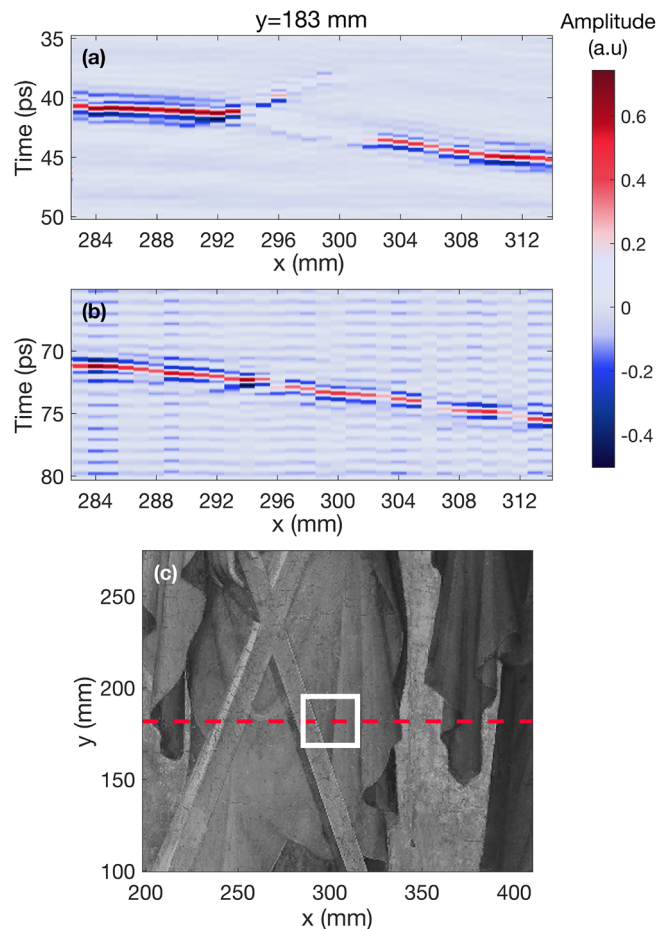 y=183 mm
Amplitude
(a.u)
(a)
35
40
45
50
Time (ps)
284 288 292 296 300 304 308 312
x (mm)
0.6
0.4
0.2
0
-0.2
-0.4
(b)
70
75
80
Time (ps)
284 288 292 296 300 304 308 312
x (mm)
(c)
250
200
150
100
y (mm)
200 250 300 350 400
x (mm)